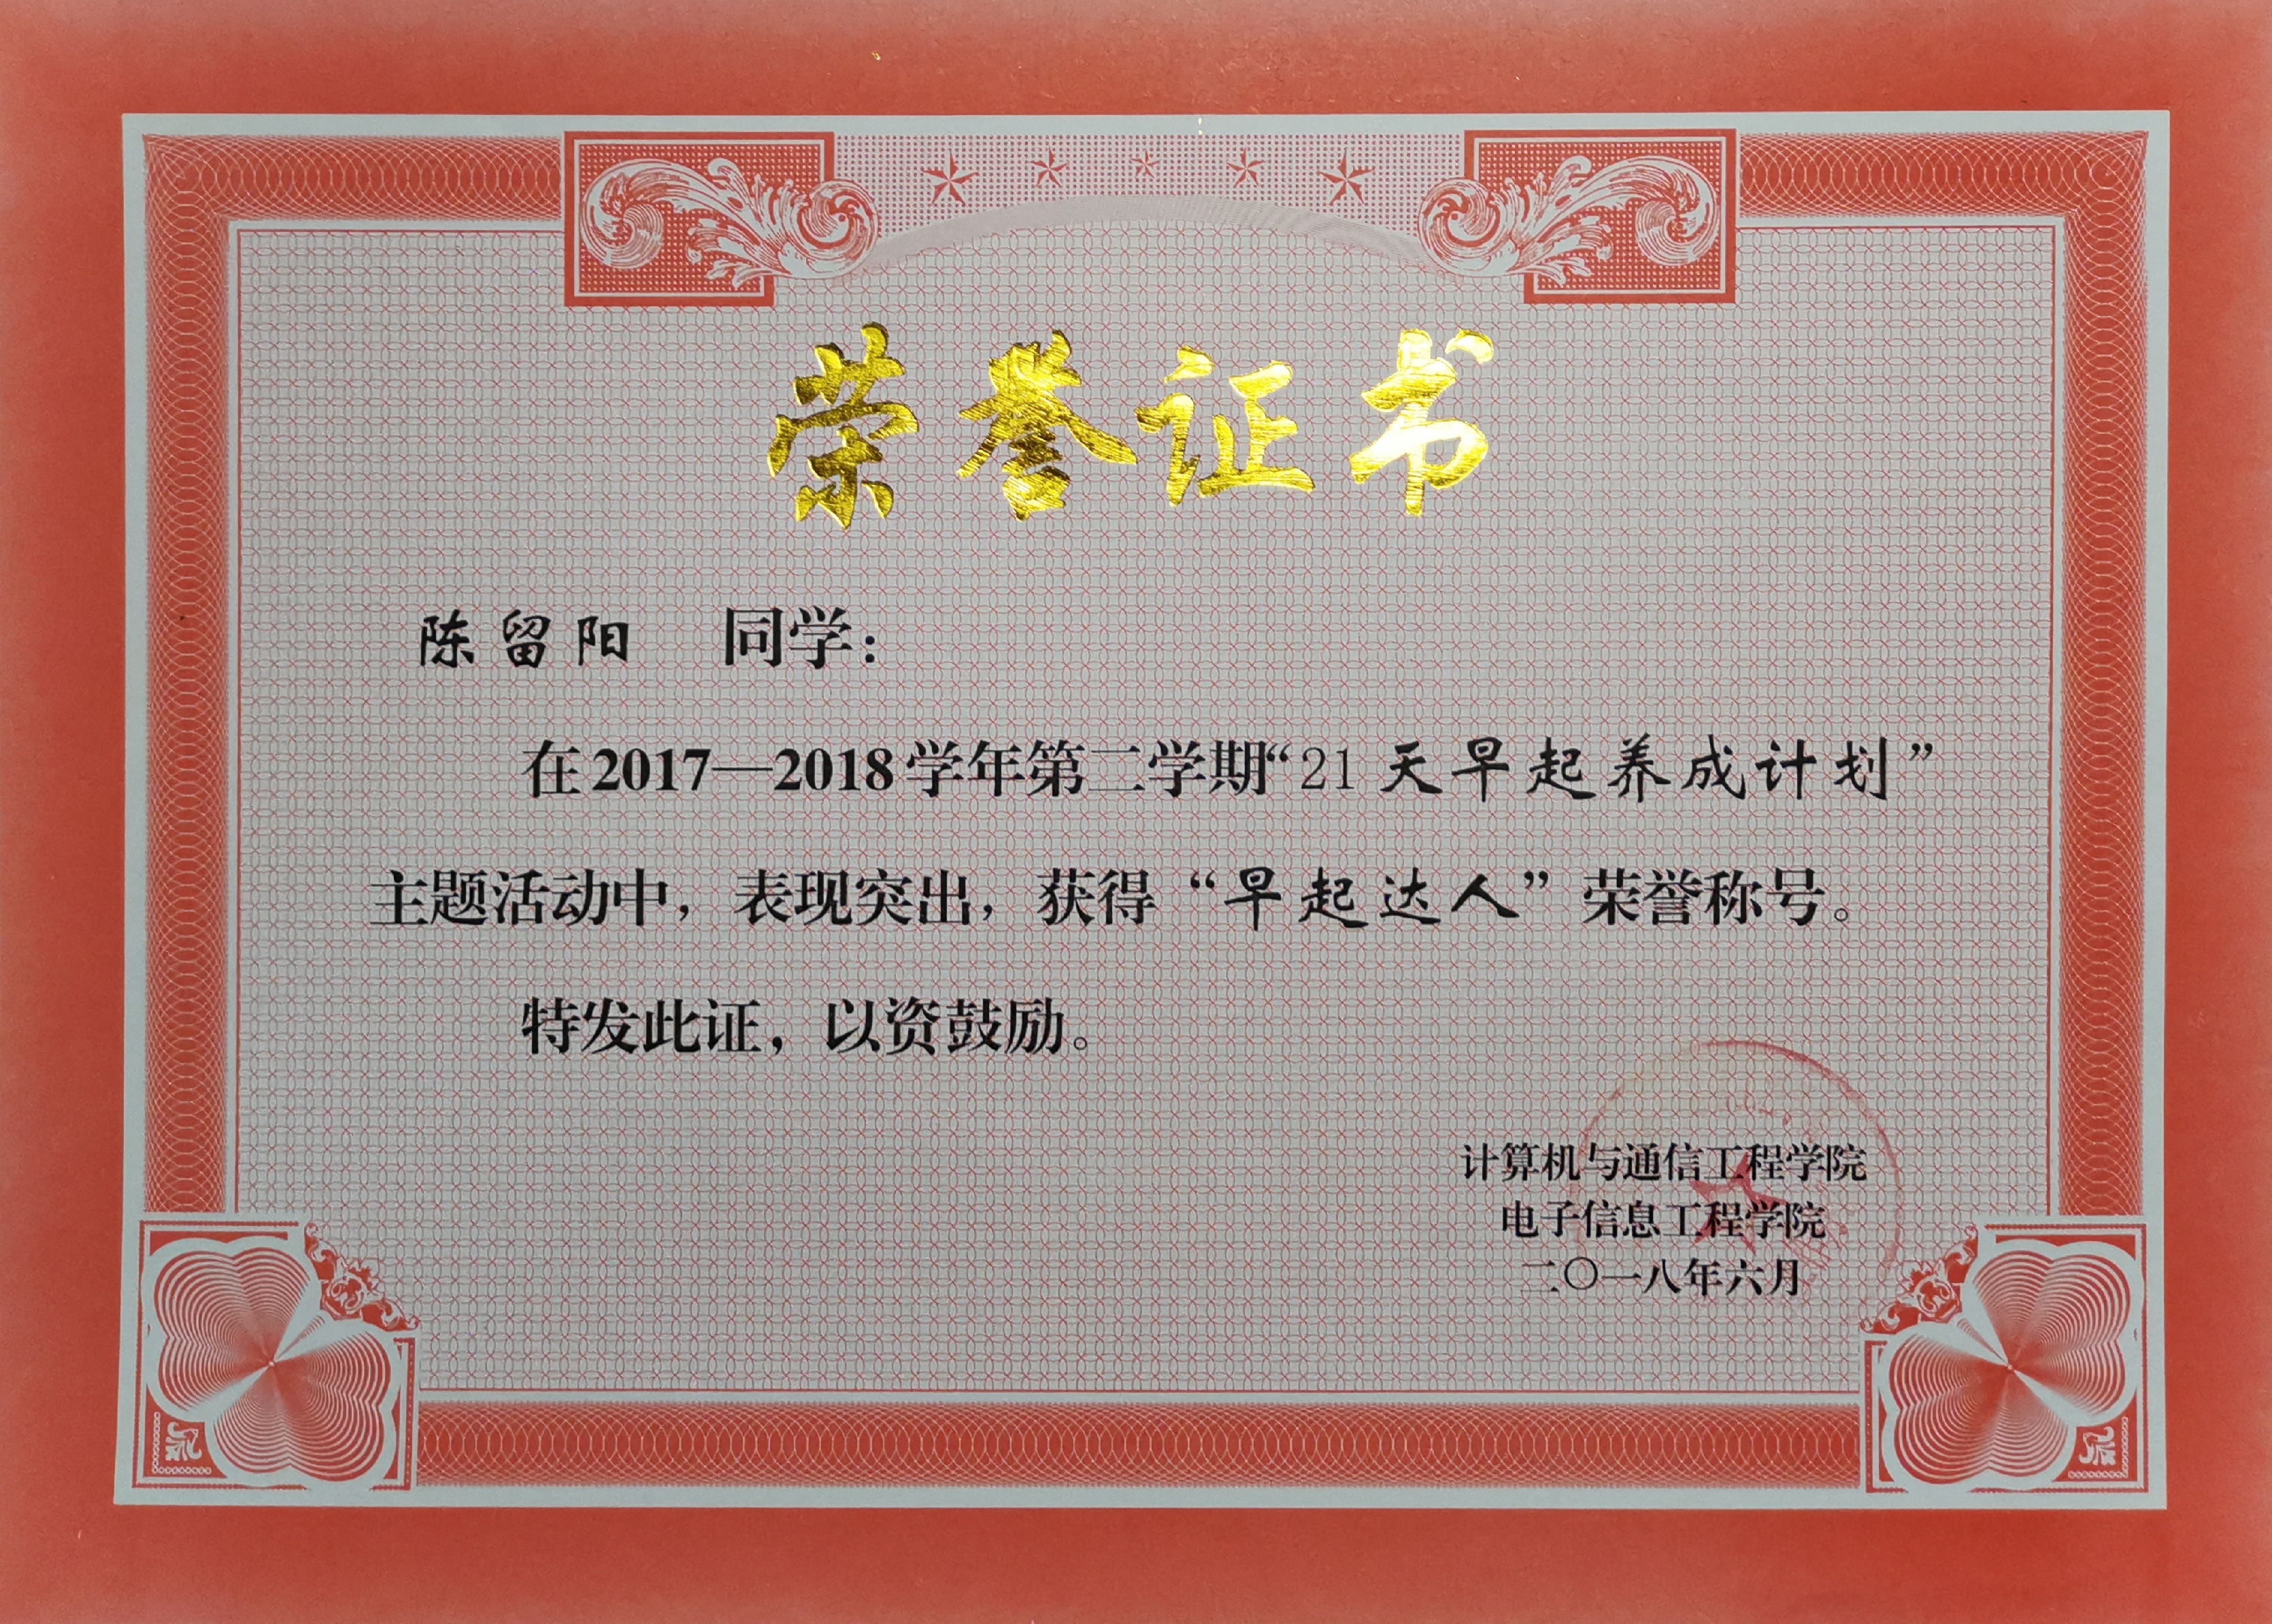 荣誉证书
陈留阳 同学：
在2017—2018学年第二学期“21天早起养成计划”
主题活动中，表现突出，获得“早起达人”荣誉称号。
特发此证，以资鼓励。
计算机与通信工程学院
电子信息工程学院
二〇一八年六月